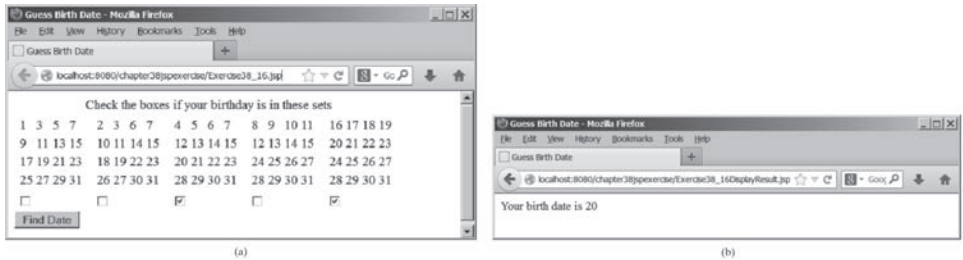 Guess Birth Date - Mozilla Firefox
File Edit View History Bookmarks Tools Help
Guess Birth Date +
localhost:8080/chapter38jspexercise/Exercise38_16.jsp
Check the boxes if your birthday is in these sets
1 3 5 7 2 3 6 7 4 5 6 7 8 9 10 11 16 17 18 19
9 11 13 15 10 11 14 15 12 13 14 15 12 13 14 15 20 21 22 23
17 19 21 23 18 19 22 23 20 21 22 23 24 25 26 27 24 25 26 27
25 27 29 31 26 27 30 31 28 29 30 31 28 29 30 31 28 29 30 31
Find Date
(a)
Guess Birth Date - Mozilla Firefox
File Edit View History Bookmarks Tools Help
Guess Birth Date +
localhost:8080/chapter38jspexercise/Exercise38_16DisplayResult.jsp
Your birth date is 20
(b)